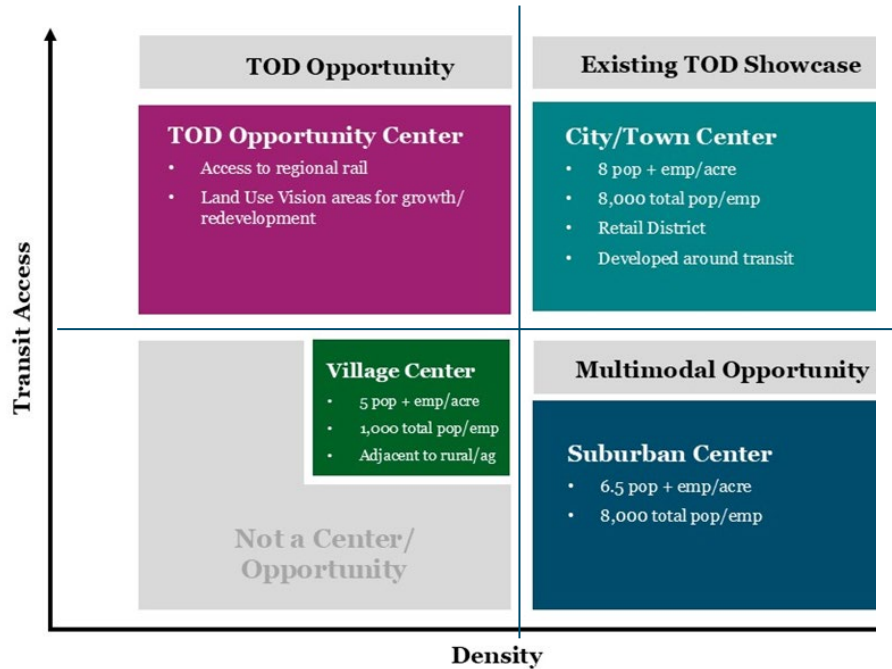 TOD Opportunity
Existing TOD Showcase
TOD Opportunity Center
• Access to regional rail
• Land Use Vision areas for growth/
redevelopment
City/Town Center
• 8 pop + emp/acre
• 8,000 total pop/emp
• Retail District
• Developed around transit
Transit Access
Village Center
• 5 pop + emp/acre
• 1,000 total pop/emp
• Adjacent to rural/ag
Not a Center/
Opportunity
Multimodal Opportunity
Suburban Center
• 6.5 pop + emp/acre
• 8,000 total pop/emp
Density